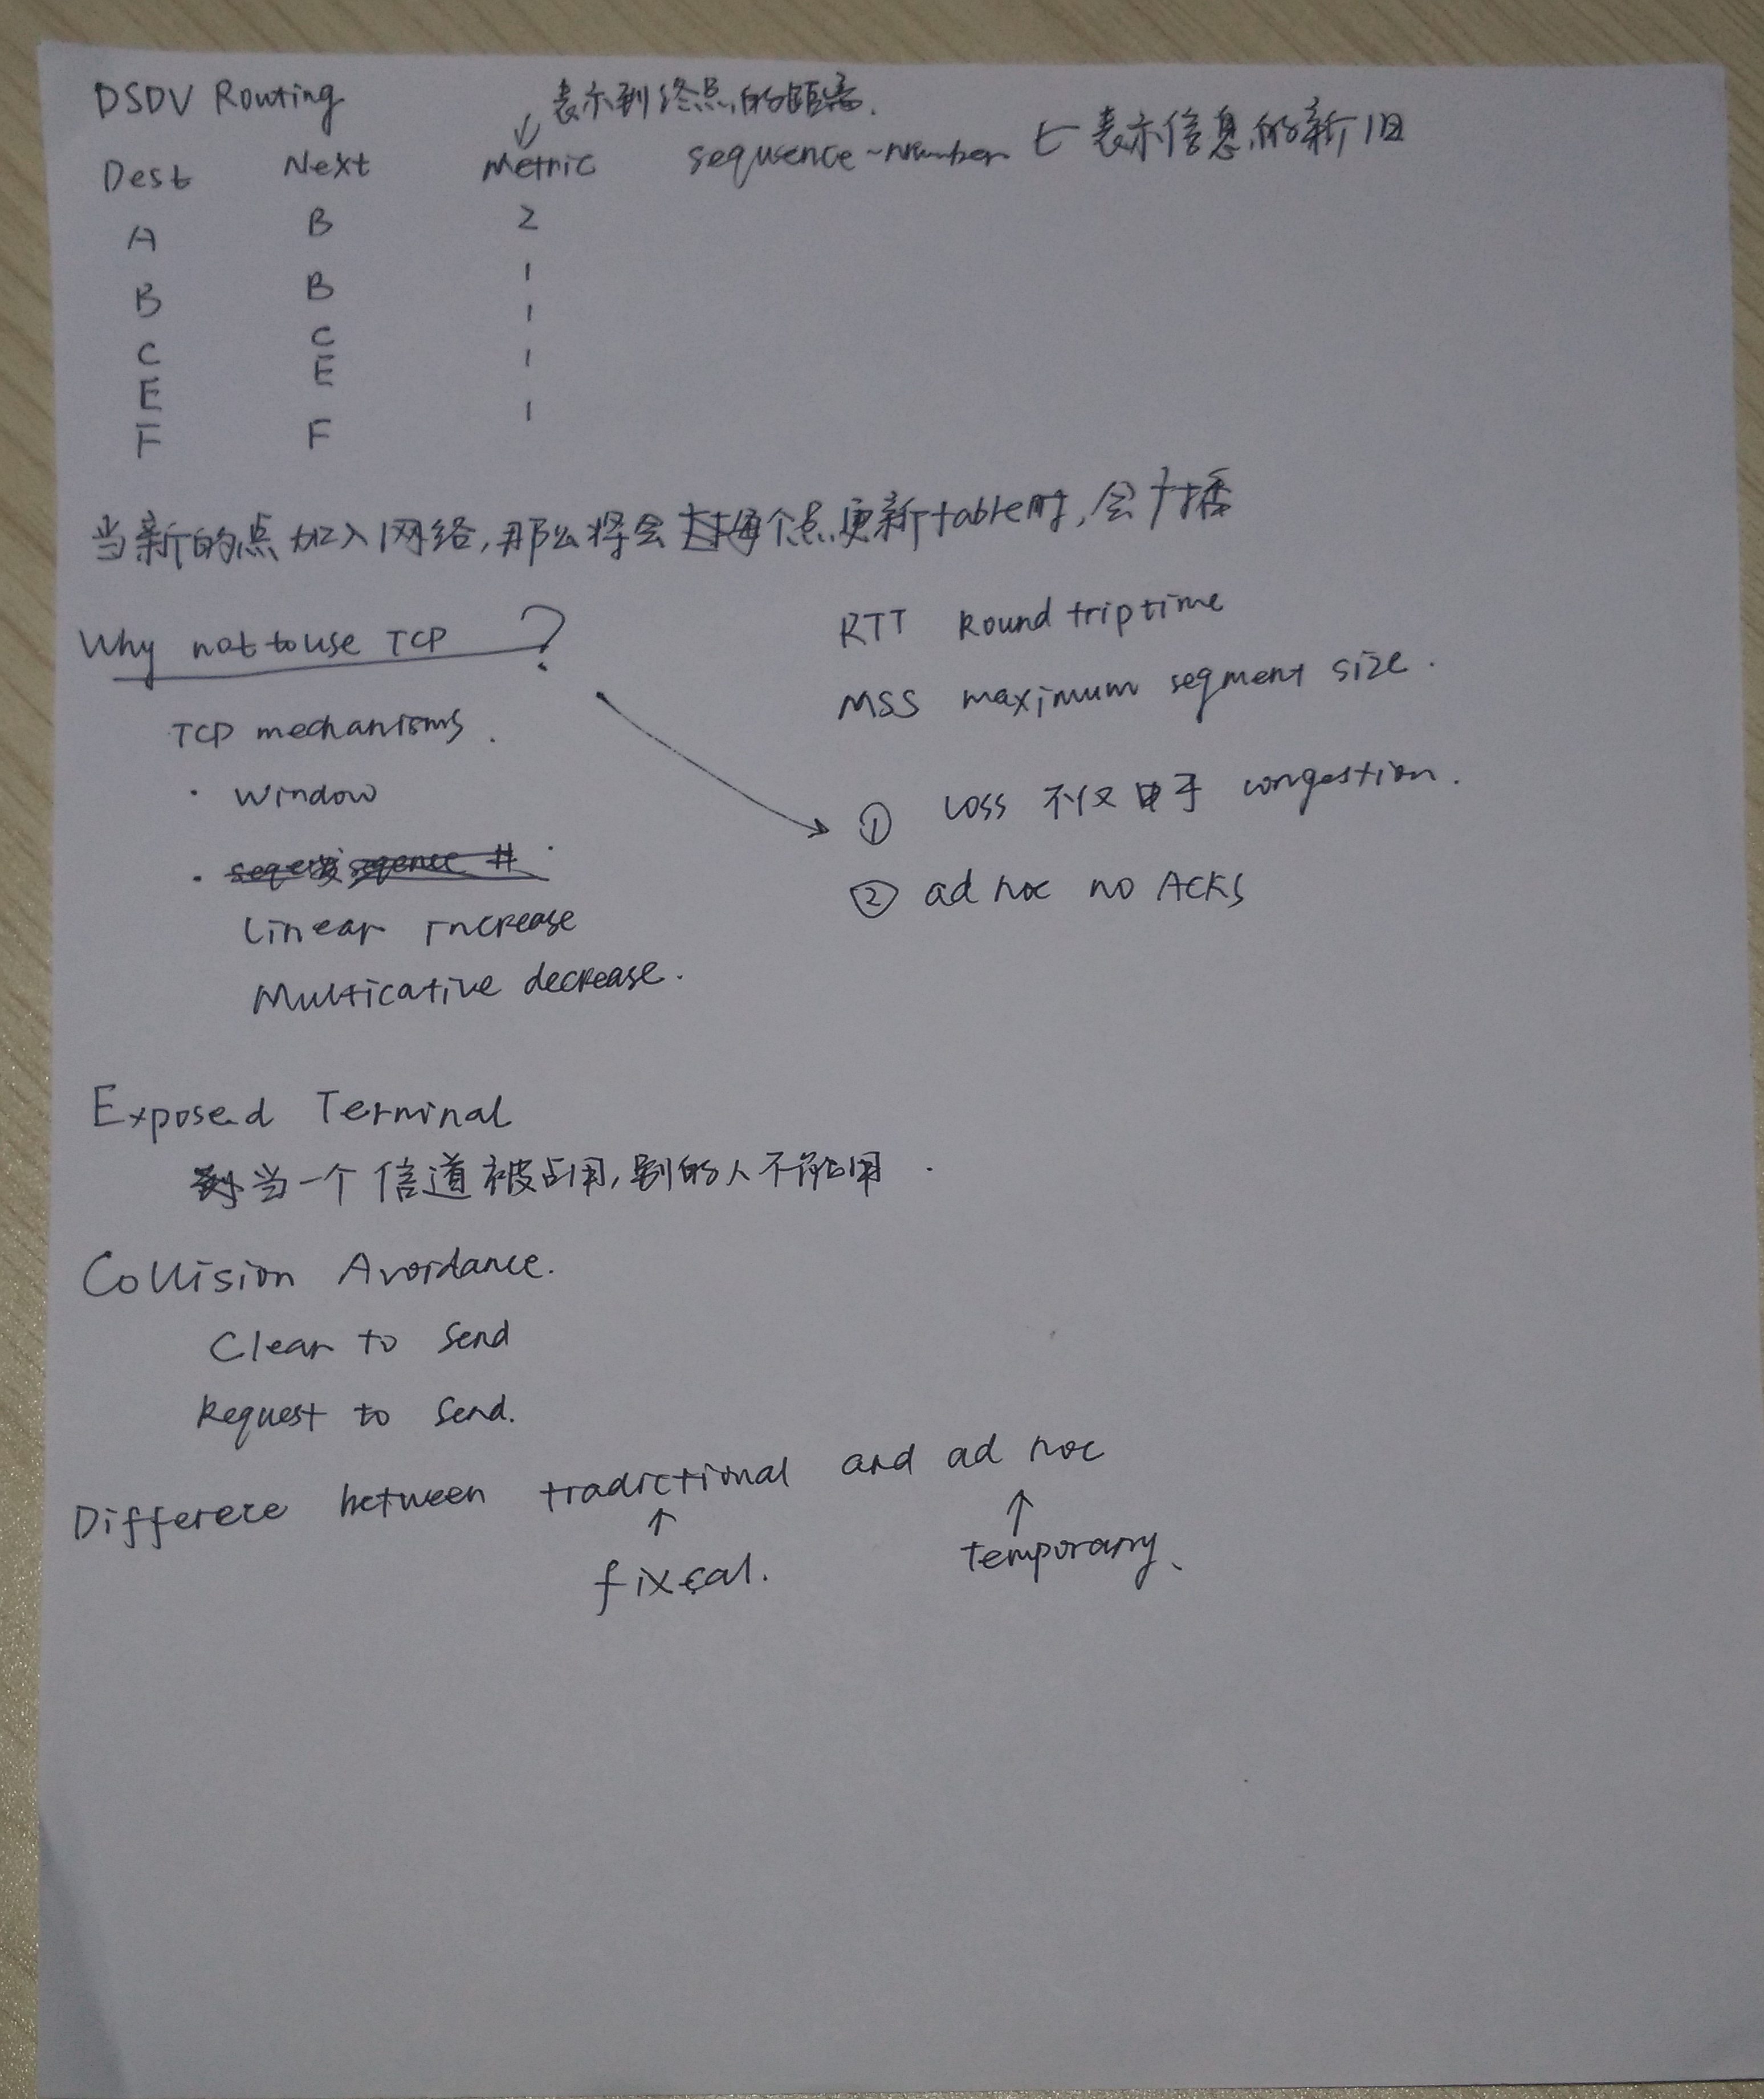 DSDV Routing
表示到终点的距离.
Dest Next Metric sequence-number ← 表示信息的新旧
A B 2
B B 1
C C 1
E E 1
F F 1
当新的点加入网络,那么将会每个点更新table时,会广播
Why not to use TCP ?
RTT Round trip time
MSS maximum segment size.
TCP mechanisms.
· Window
① Loss 不仅由于 congestion.
② ad hoc no ACKs
Linear Increase
Multicative decrease.
Exposed Terminal
当一个信道被占用,别的人不能占用.
Collision Avoidance.
Clear to Send
Request to Send.
Differece between tradictional and ad hoc
↑ ↑
temporary.